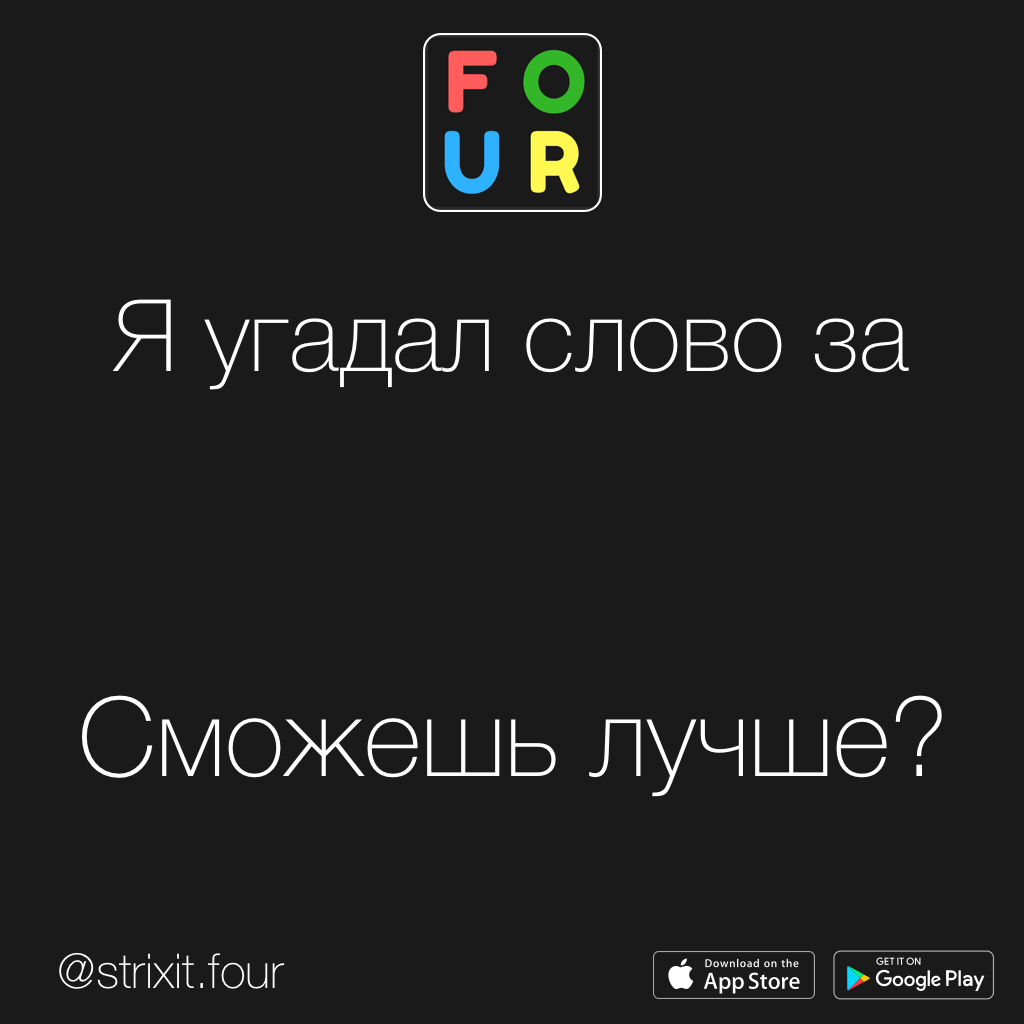 F O
U R
Я угадал слово за
Сможешь лучше?
@strixit.four
Download on the
App Store
GET IT ON
Google Play